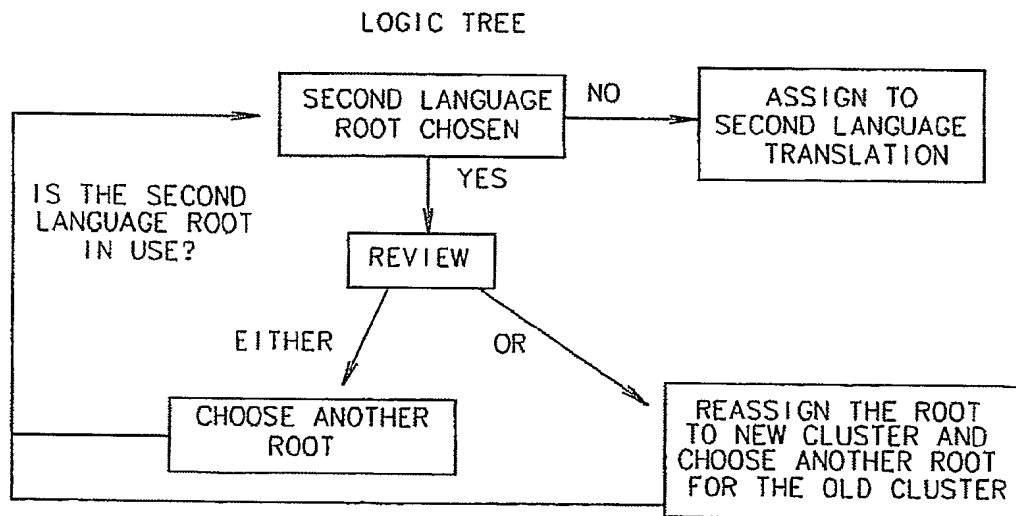 LOGIC TREE
SECOND LANGUAGE
ROOT CHOSEN
NO
ASSIGN TO
SECOND LANGUAGE
TRANSLATION
YES
IS THE SECOND
LANGUAGE ROOT
IN USE?
REVIEW
EITHER
OR
CHOOSE ANOTHER
ROOT
REASSIGN THE ROOT
TO NEW CLUSTER AND
CHOOSE ANOTHER ROOT
FOR THE OLD CLUSTER